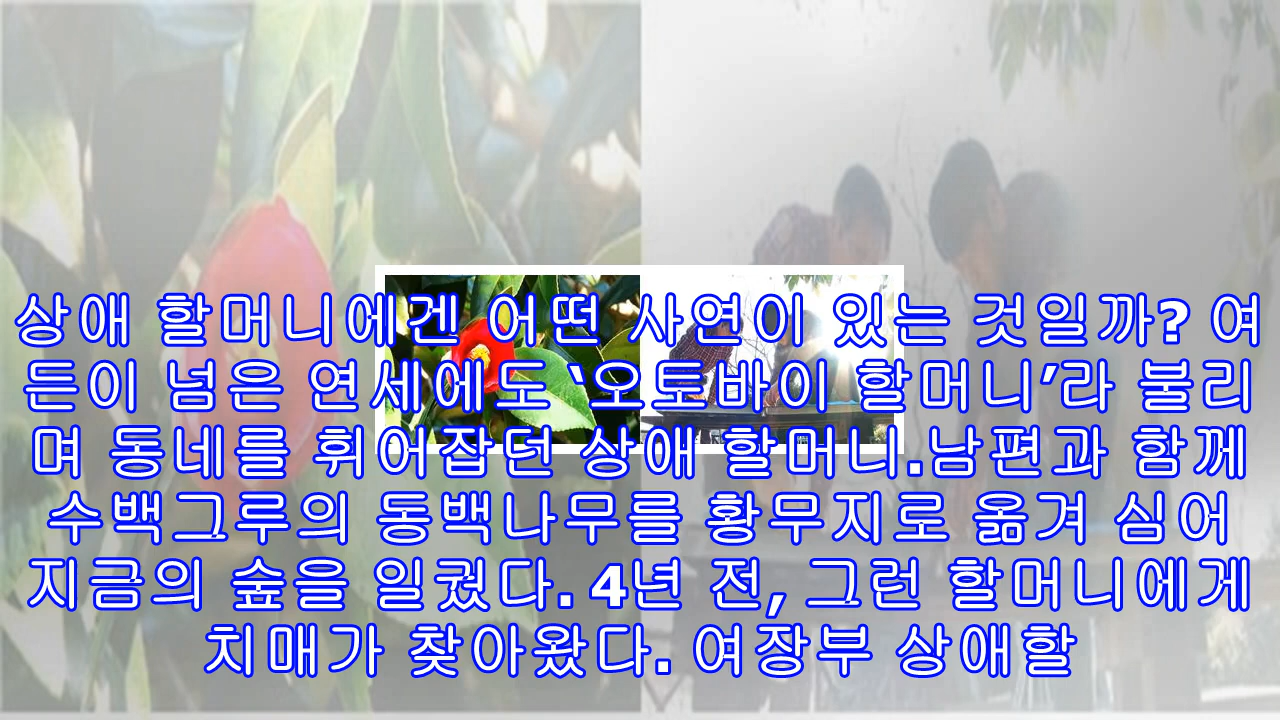 상애 할머니에겐 어떤 사연이 있는 것일까? 여
든이 넘은 연세에도 ‘오토바이 할머니’라 불리
며 동네를 휘어잡던 상애 할머니.남편과 함께
수백그루의 동백나무를 황무지로 옮겨 심어
지금의 숲을 일궜다. 4년 전, 그런 할머니에게
치매가 찾아왔다. 여장부 상애할